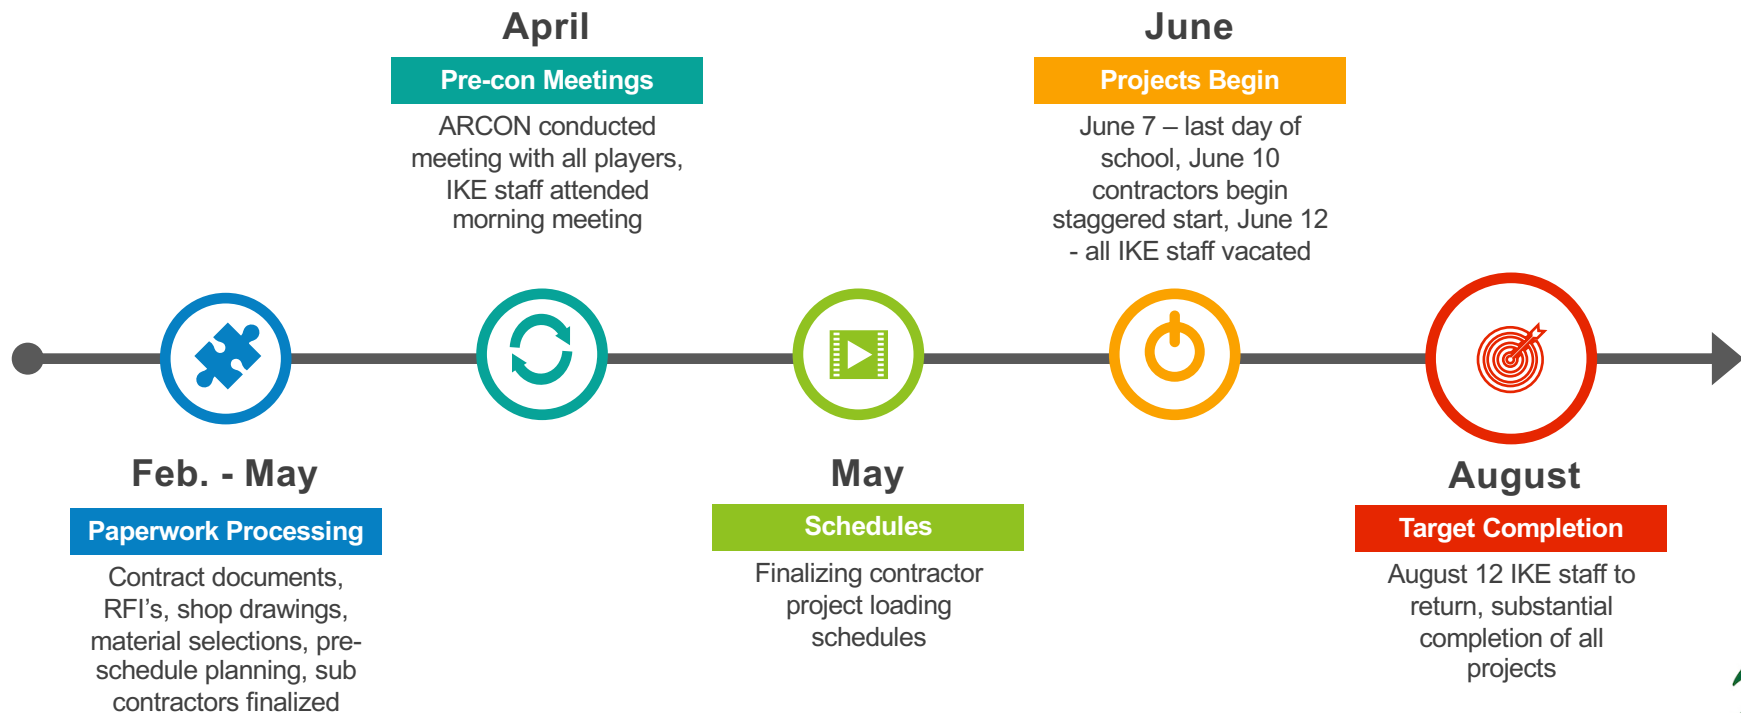 April
Pre-con Meetings
ARCON conducted
meeting with all players,
IKE staff attended
morning meeting
June
Projects Begin
June 7 – last day of
school, June 10
contractors begin
staggered start, June 12
- all IKE staff vacated
Feb. - May
Paperwork Processing
Contract documents,
RFI's, shop drawings,
material selections, pre-
schedule planning, sub
contractors finalized
May
Schedules
Finalizing contractor
project loading
schedules
August
Target Completion
August 12 IKE staff to
return, substantial
completion of all
projects